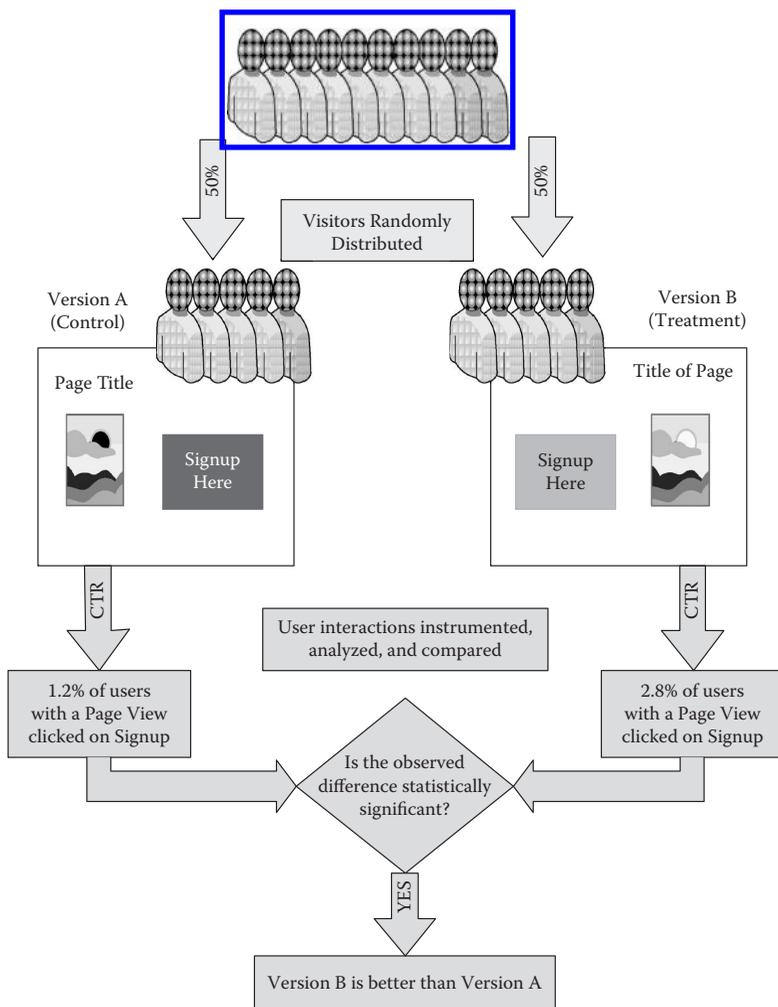 50%
50%
Visitors Randomly
Distributed
Version A
(Control)
Version B
(Treatment)
Page Title
Title of Page
Signup
Here
Signup
Here
CTR
CTR
User interactions instrumented,
analyzed, and compared
1.2% of users
with a Page View
clicked on Signup
2.8% of users
with a Page View
clicked on Signup
Is the observed
difference statistically
significant?
YES
Version B is better than Version A